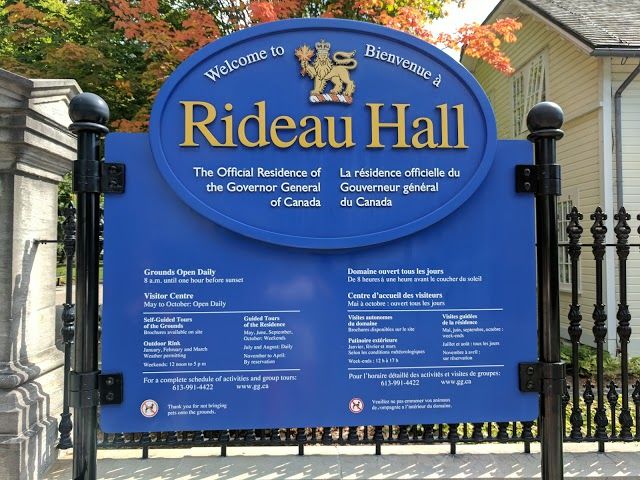 Welcome to
Bienvenue à
Rideau Hall
The Official Residence of
the Governor General
of Canada
La résidence officielle du
Gouverneur général
du Canada
Grounds Open Daily
8 a.m. until one hour before sunset
Visitor Centre
May to October: Open Daily
Self-Guided Tours
of the Grounds
Brochures available on site
Outdoor Rink
January, February and March
Weather permitting
Weekends: 12 noon to 5 p m
Guided Tours
of the Residence
May, June, September,
October: Weekends
July and August: Daily
November to April:
By reservation
For a complete schedule of activities and group tours:
613-991-4422 www.gg.ca
Thank you for not bringing
pets onto the grounds.
Domaine ouvert tous les jours
De 8 heures à une heure avant le coucher du soleil
Centre d'accueil des visiteurs
Mai à octobre : ouvert tous les jours
Visites autonomes
du domaine
Brochures disponibles sur le site
Patinoire extérieure
Janvier, février et mars
Selon les conditions météorologiques
Week-ends : 12 h à 17 h
Visites guidées
de la résidence
Mai, juin, septembre, octobre :
week-ends
Juillet et août : tous les jours
Novembre à avril :
sur réservation
Pour l'horaire détaillé des activités et visites de groupes :
613-991-4422 www.gg.ca
Veuillez ne pas emmener vos animaux
de compagnie à l'intérieur du domaine.